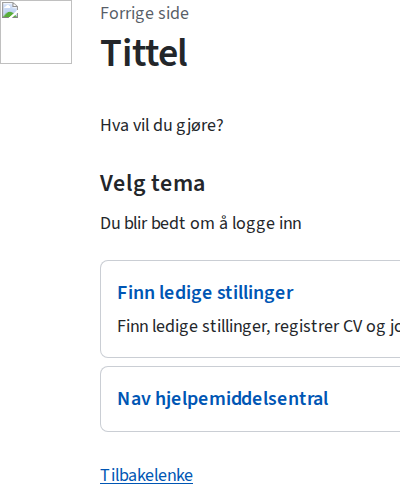 Forrige side
Tittel
Hva vil du gjøre?
Velg tema
Du blir bedt om å logge inn
Finn ledige stillinger
Finn ledige stillinger, registrer CV og
Nav hjelpemiddelsentral
Tilbakelenke